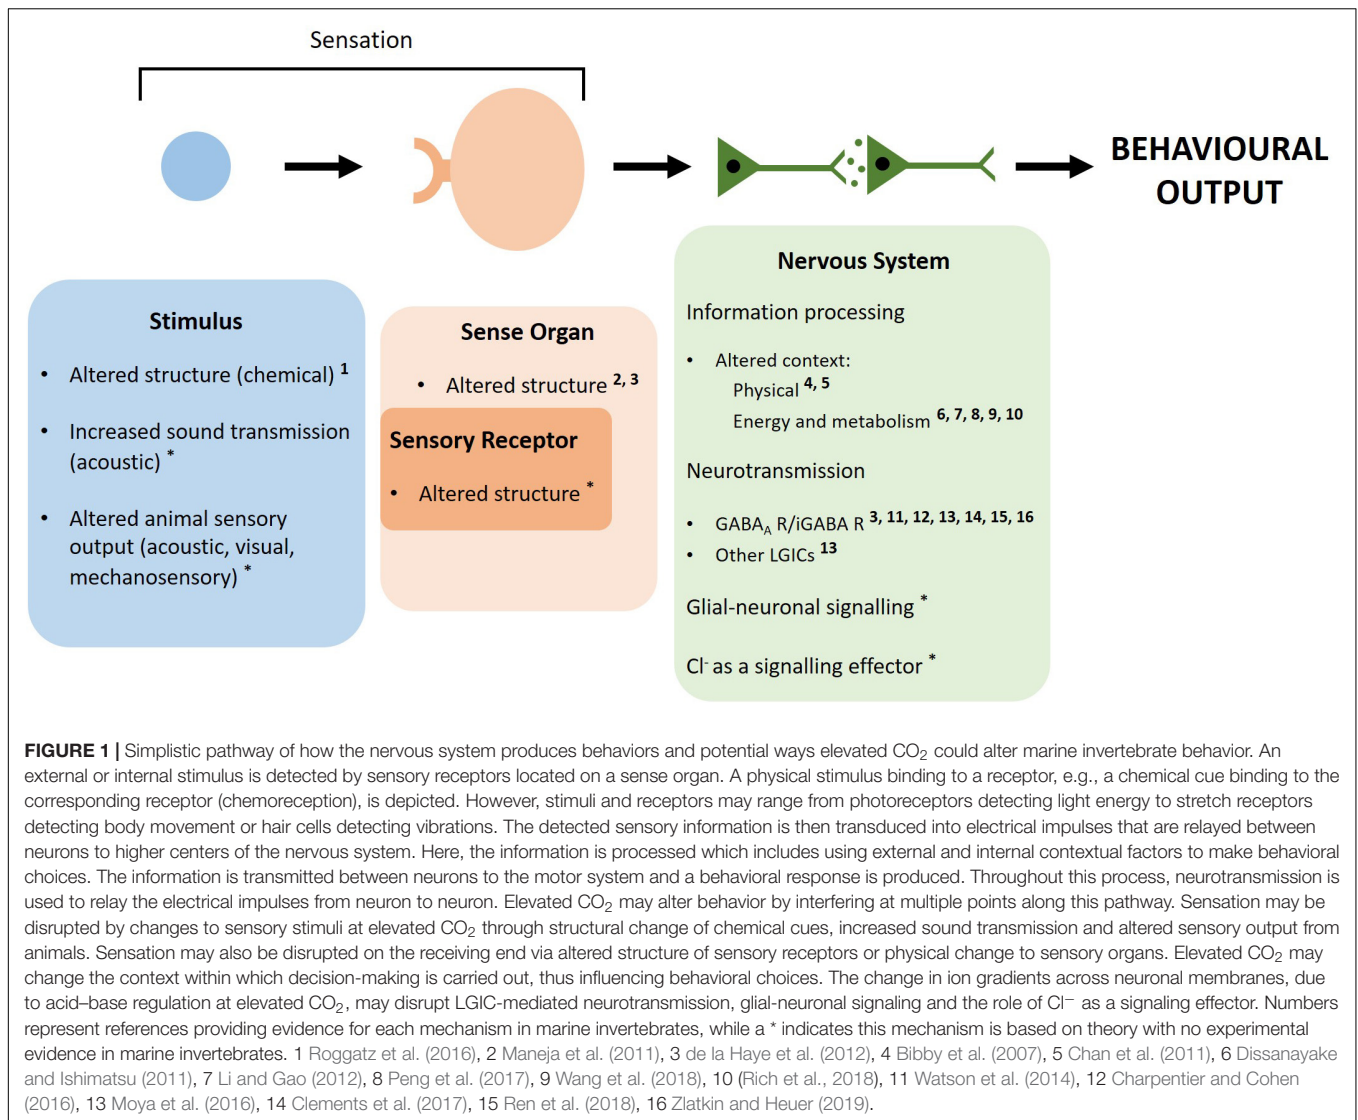 Sensation
BEHAVIOURAL
OUTPUT
Stimulus
• Altered structure (chemical) 1
• Increased sound transmission
(acoustic) *
• Altered animal sensory
output (acoustic, visual,
mechanosensory) *
Sense Organ
• Altered structure 2, 3
Sensory Receptor
• Altered structure *
Nervous System
Information processing
• Altered context:
Physical 4, 5
Energy and metabolism 6, 7, 8, 9, 10
Neurotransmission
• GABAA R/iGABA R 3, 11, 12, 13, 14, 15, 16
• Other LGICs 13
Glial-neuronal signalling *
Cl- as a signalling effector *
FIGURE 1 | Simplistic pathway of how the nervous system produces behaviors and potential ways elevated CO2 could alter marine invertebrate behavior. An
external or internal stimulus is detected by sensory receptors located on a sense organ. A physical stimulus binding to a receptor, e.g., a chemical cue binding to the
corresponding receptor (chemoreception), is depicted. However, stimuli and receptors may range from photoreceptors detecting light energy to stretch receptors
detecting body movement or hair cells detecting vibrations. The detected sensory information is then transduced into electrical impulses that are relayed between
neurons to higher centers of the nervous system. Here, the information is processed which includes using external and internal contextual factors to make behavioral
choices. The information is transmitted between neurons to the motor system and a behavioral response is produced. Throughout this process, neurotransmission is
used to relay the electrical impulses from neuron to neuron. Elevated CO2 may alter behavior by interfering at multiple points along this pathway. Sensation may be
disrupted by changes to sensory stimuli at elevated CO2 through structural change of chemical cues, increased sound transmission and altered sensory output from
animals. Sensation may also be disrupted on the receiving end via altered structure of sensory receptors or physical change to sensory organs. Elevated CO2 may
change the context within which decision-making is carried out, thus influencing behavioral choices. The change in ion gradients across neuronal membranes, due
to acid–base regulation at elevated CO2, may disrupt LGIC-mediated neurotransmission, glial-neuronal signaling and the role of Cl− as a signaling effector. Numbers
represent references providing evidence for each mechanism in marine invertebrates, while a * indicates this mechanism is based on theory with no experimental
evidence in marine invertebrates. 1 Roggatz et al. (2016), 2 Maneja et al. (2011), 3 de la Haye et al. (2012), 4 Bibby et al. (2007), 5 Chan et al. (2011), 6 Dissanayake
and Ishimatsu (2011), 7 Li and Gao (2012), 8 Peng et al. (2017), 9 Wang et al. (2018), 10 (Rich et al., 2018), 11 Watson et al. (2014), 12 Charpentier and Cohen
(2016), 13 Moya et al. (2016), 14 Clements et al. (2017), 15 Ren et al. (2018), 16 Zlatkin and Heuer (2019).